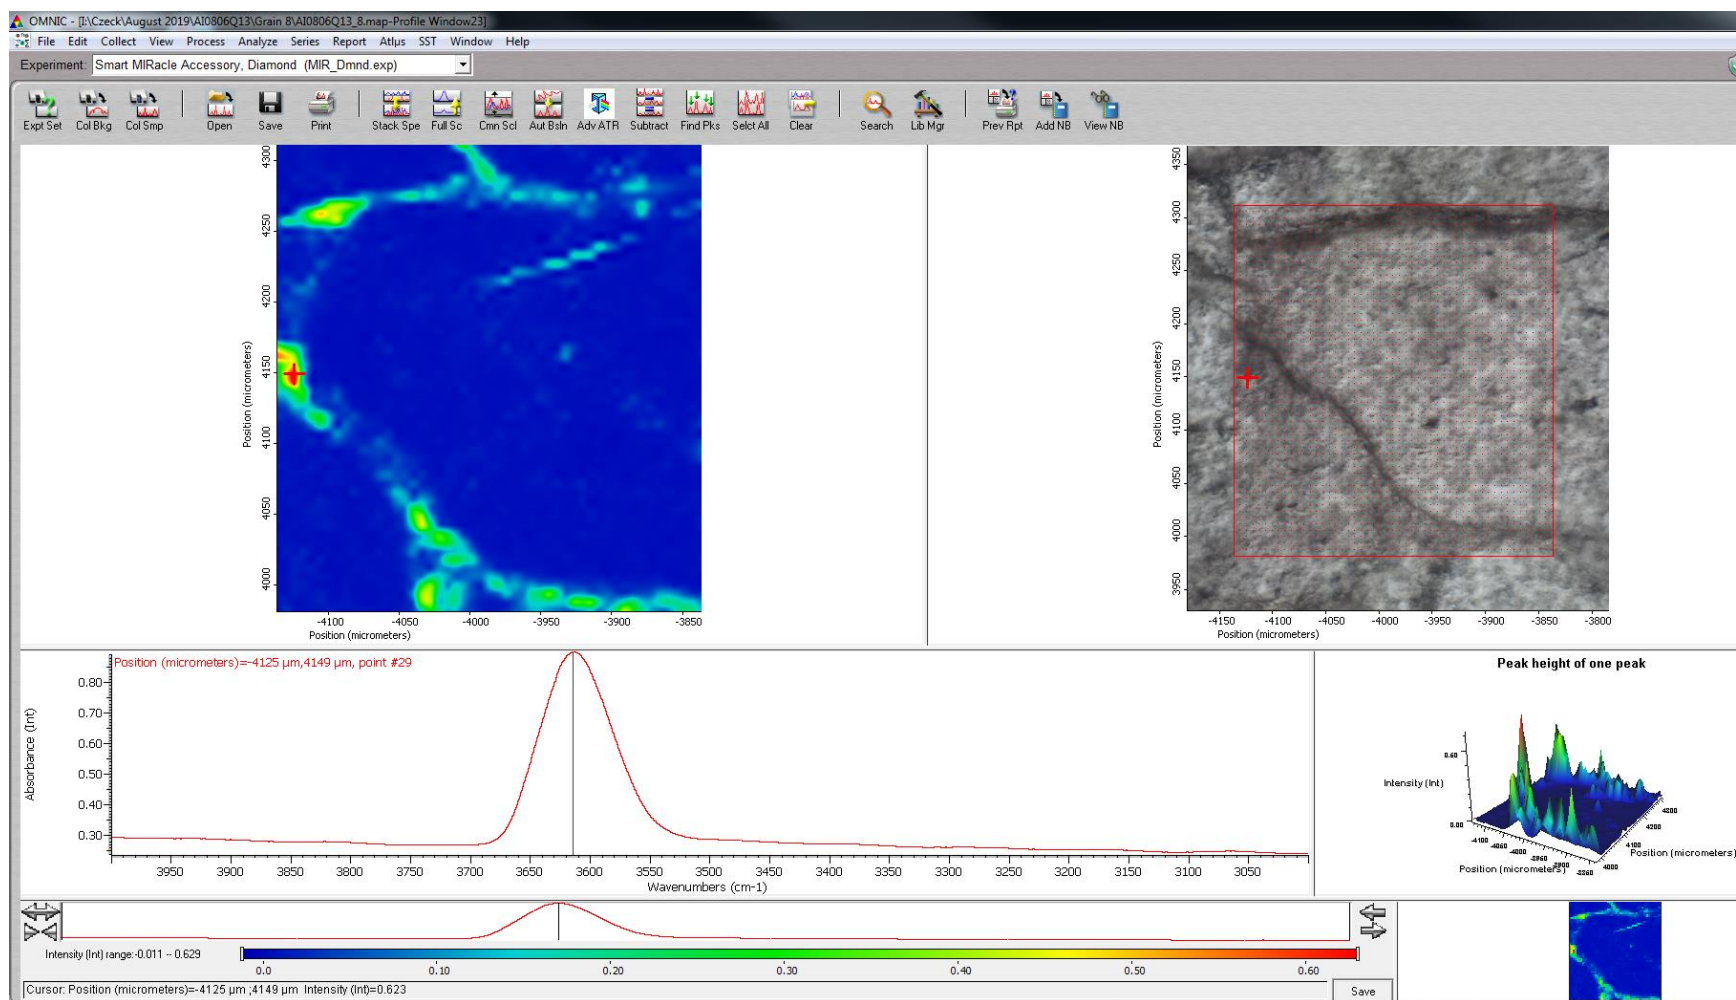 OMNIC - [I:\Czeck\August 2019\AI0806Q13\Grain 8\AI0806Q13_8.map-Profile Window23]
File Edit Collect View Process Analyze Series Report Atlµs SST Window Help
Experiment: Smart MIRacle Accessory, Diamond (MIR_Dmnd.exp)
Expt Set Col Bkg Col Smp Open Save Print Stack Spe Full Sc Cmn Scl Aut Bsln Adv ATR Subtract Find Pks Selct All Clear Search Lib Mgr Prev Rpt Add NB View NB
Position (micrometers)
4300
4250
4200
4150
4100
4050
4000
-4100 -4050 -4000 -3950 -3900 -3850
Position (micrometers)
Position (micrometers)
4350
4300
4250
4200
4150
4100
4050
4000
3950
-4150 -4100 -4050 -4000 -3950 -3900 -3850 -3800
Position (micrometers)
Position (micrometers)=-4125 µm,4149 µm, point #29
Absorbance (Int)
0.80
0.70
0.60
0.50
0.40
0.30
3950 3900 3850 3800 3750 3700 3650 3600 3550 3500 3450 3400 3350 3300 3250 3200 3150 3100 3050
Wavenumbers (cm-1)
Peak height of one peak
0.60
Intensity (Int)
0.00
4000 4100 4200 4300
Position (micrometers)
Position (micrometers)
Intensity (Int) range:-0.011 -- 0.629
0.0 0.10 0.20 0.30 0.40 0.50 0.60
Cursor: Position (micrometers)=-4125 µm ;4149 µm Intensity (Int)=0.623
Save